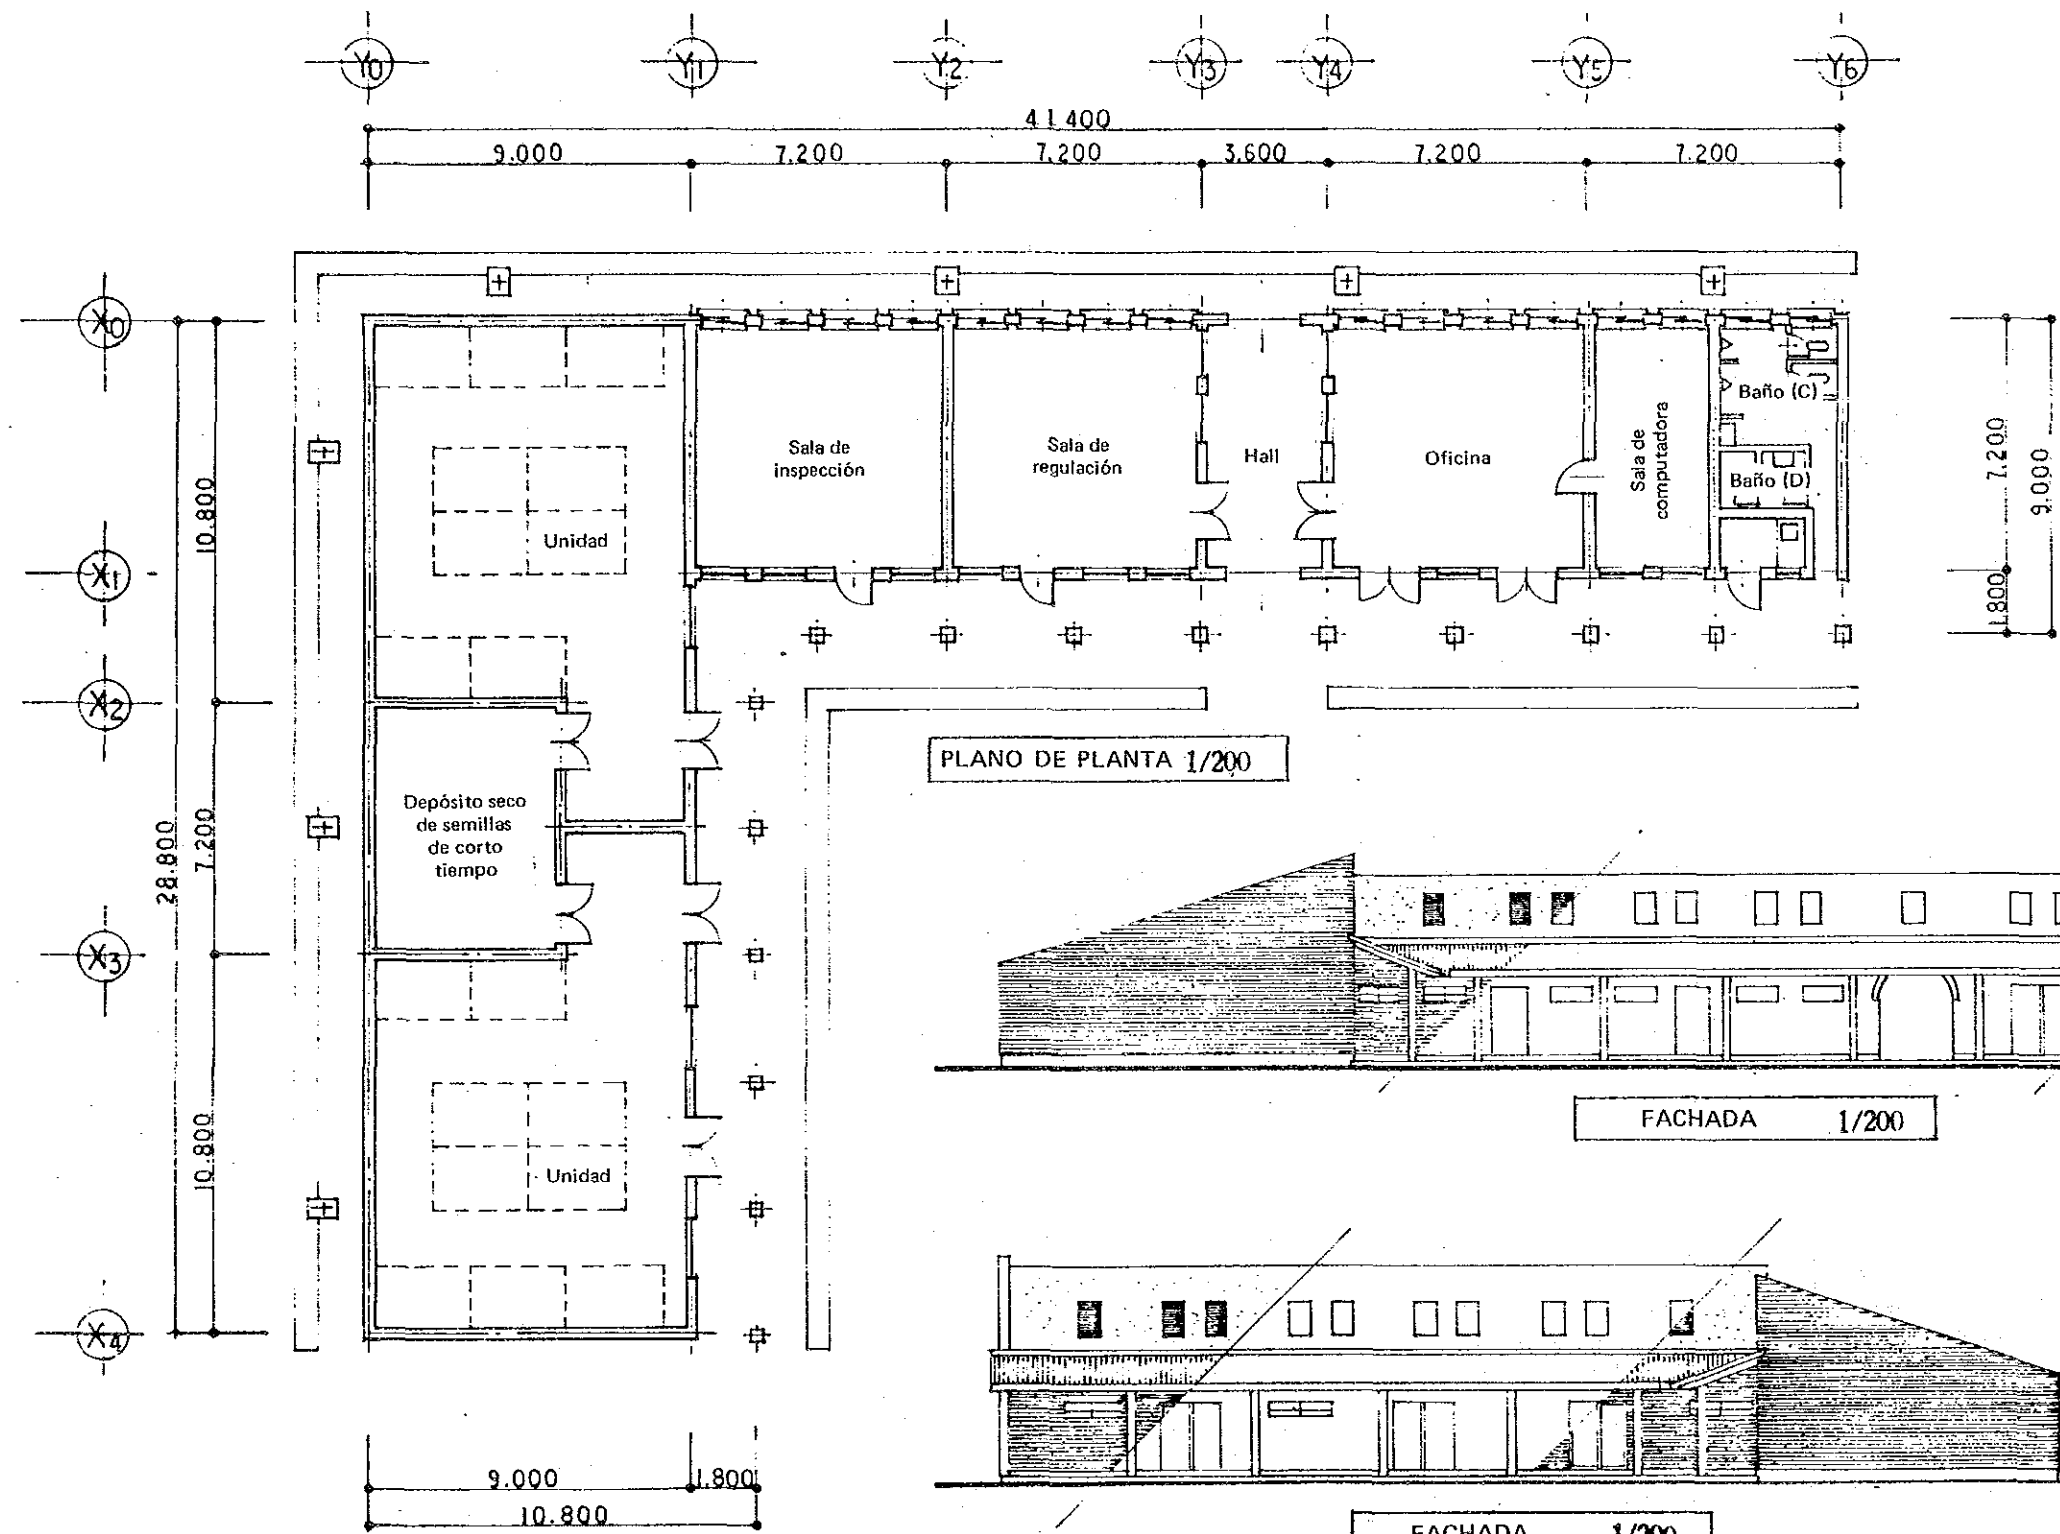 Y0 Y1 Y2 Y3 Y4 Y5 Y6
41.400
9.000 7.200 7.200 3.600 7.200 7.200
X0
X1
X2
X3
X4
10.800
7.200
28.800
10.800
7.200
9.000
1.800
Sala de
inspección
Sala de
regulación
Hall
Oficina
Sala de
computadora
Baño (C)
Baño (D)
Unidad
Depósito seco
de semillas
de corto
tiempo
Unidad
PLANO DE PLANTA 1/200
FACHADA 1/200
9.000 1.800
10.800
FACHADA 1/200